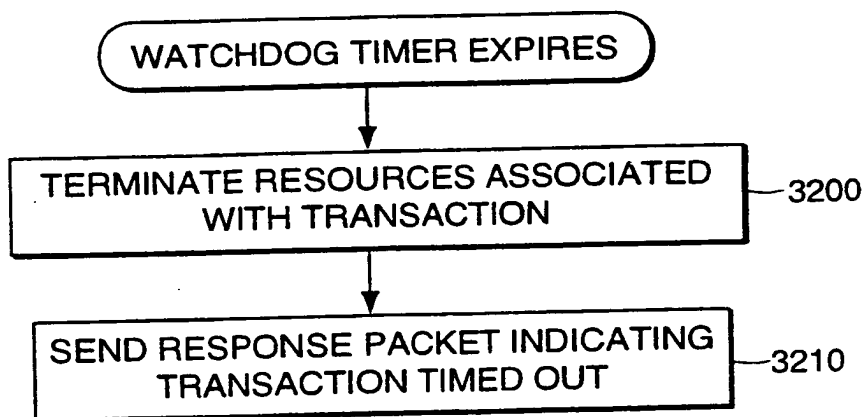 WATCHDOG TIMER EXPIRES
TERMINATE RESOURCES ASSOCIATED
WITH TRANSACTION
3200
SEND RESPONSE PACKET INDICATING
TRANSACTION TIMED OUT
3210